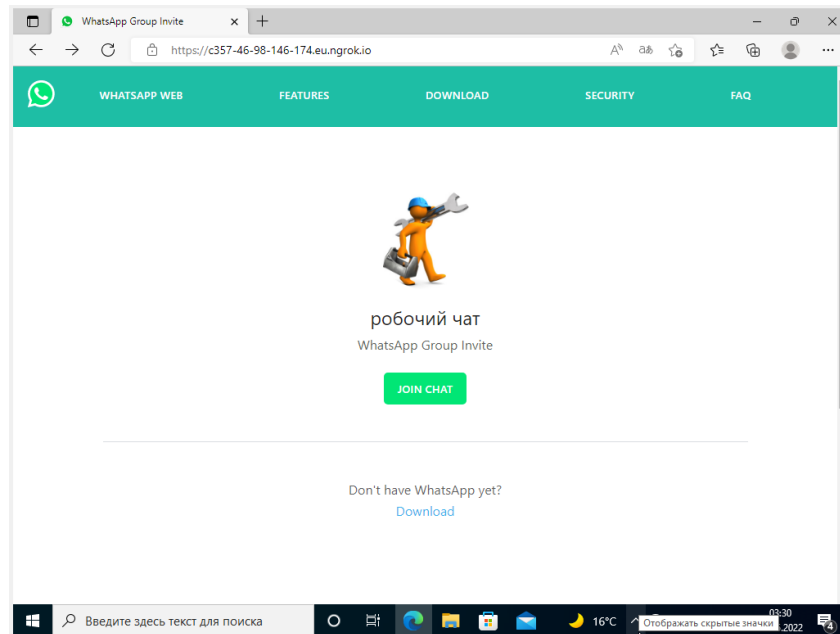 WhatsApp Group Invite
https://c357-46-98-146-174.eu.ngrok.io
WHATSAPP WEB FEATURES DOWNLOAD SECURITY FAQ
робочий чат
WhatsApp Group Invite
JOIN CHAT
Don't have WhatsApp yet?
Download
Введите здесь текст для поиска
16°C
Отображать скрытые значки
03:30
.2022
4